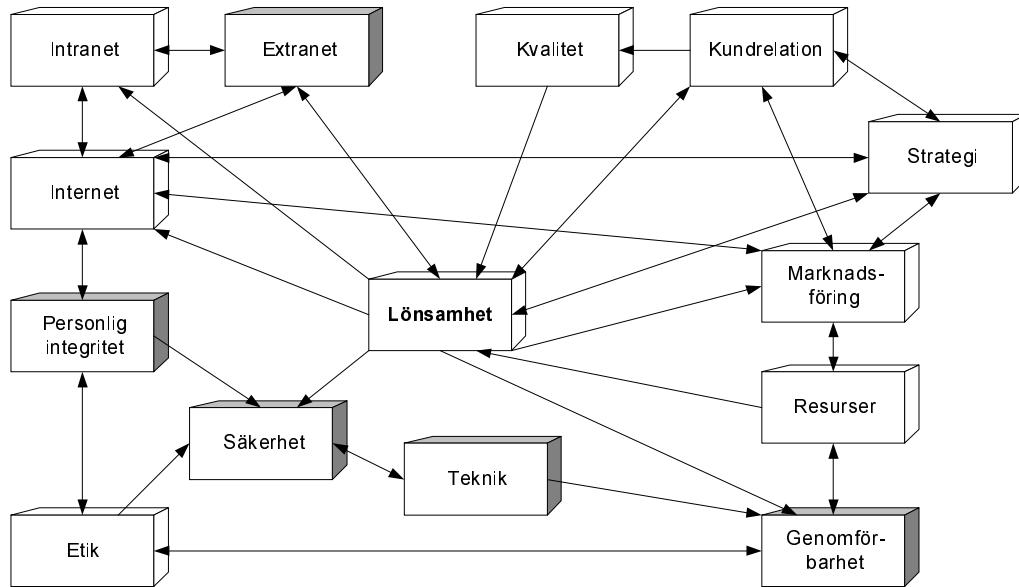 Intranet
Extranet
Kvalitet
Kundrelation
Strategi
Internet
Marknads-
föring
Lönsamhet
Personlig
integritet
Resurser
Säkerhet
Teknik
Etik
Genomför-
barhet